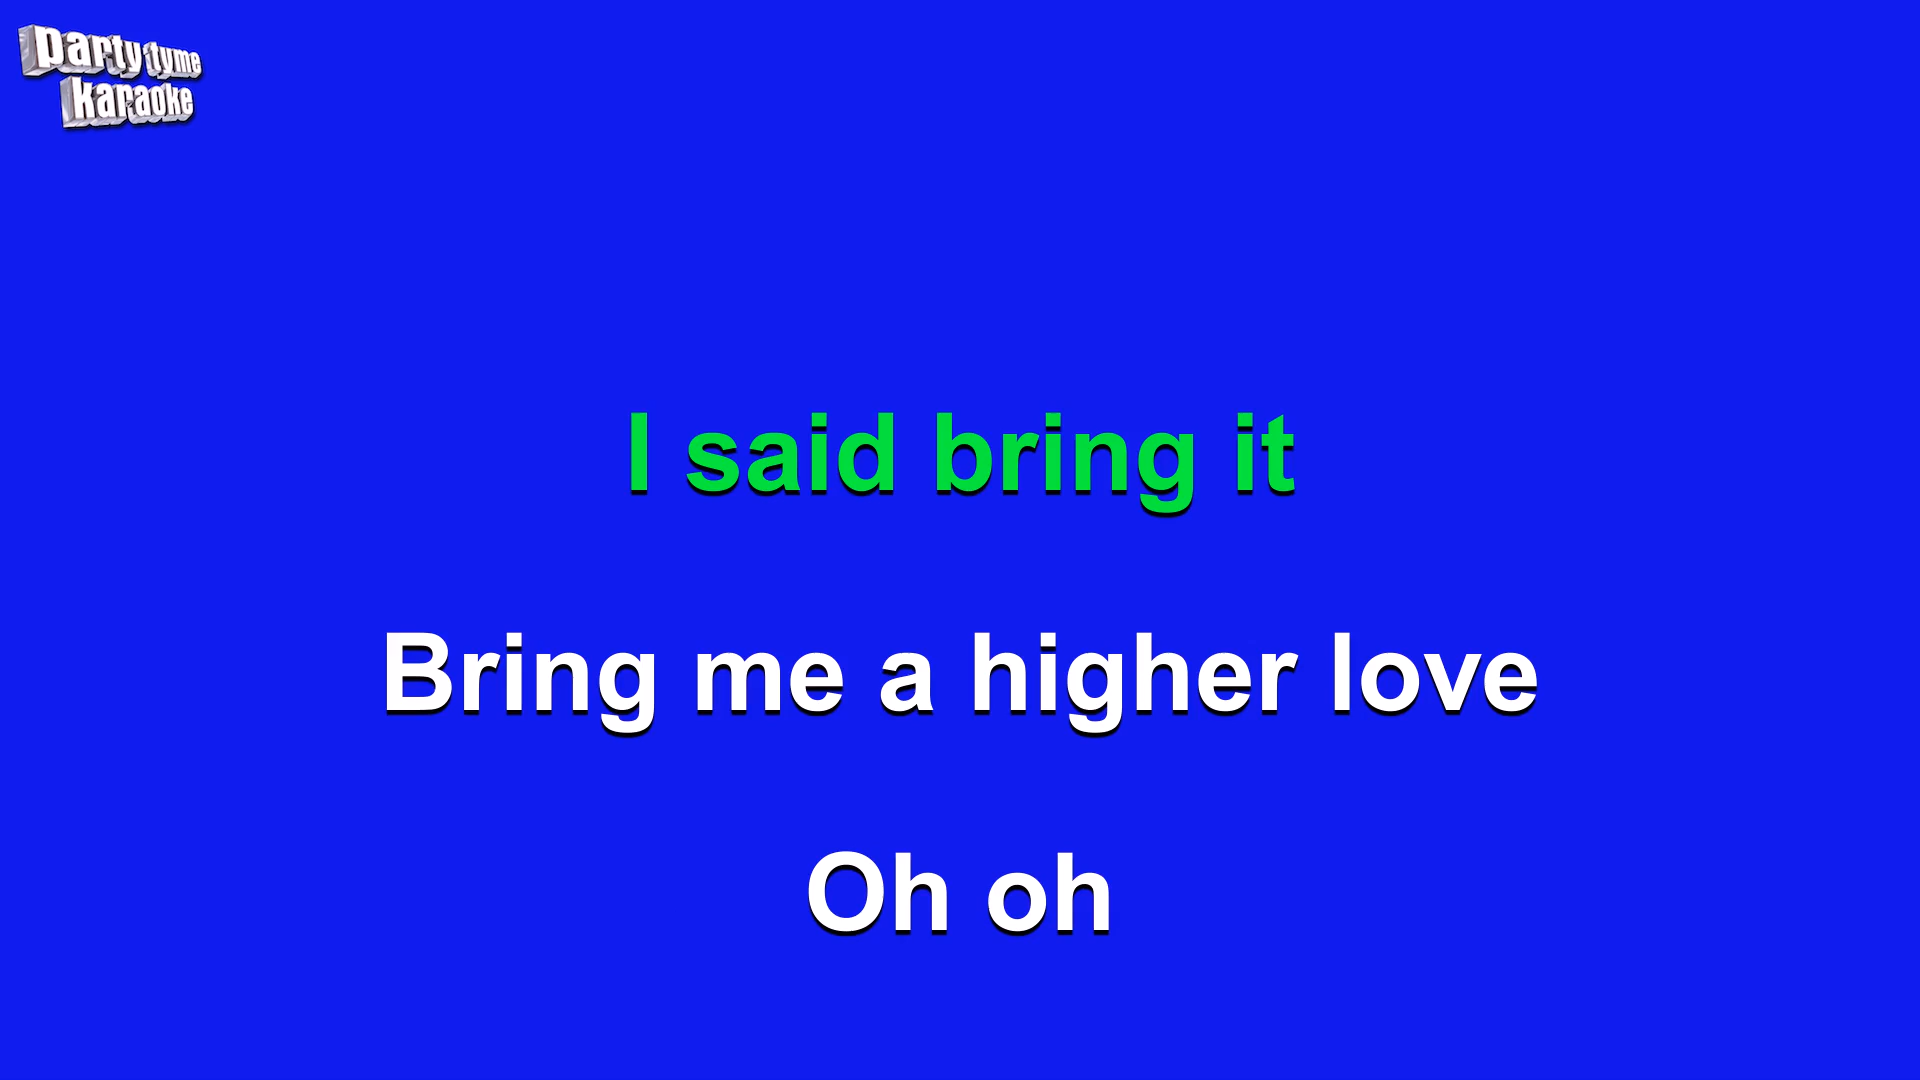 party tyme
karaoke
I said bring it
Bring me a higher love
Oh oh